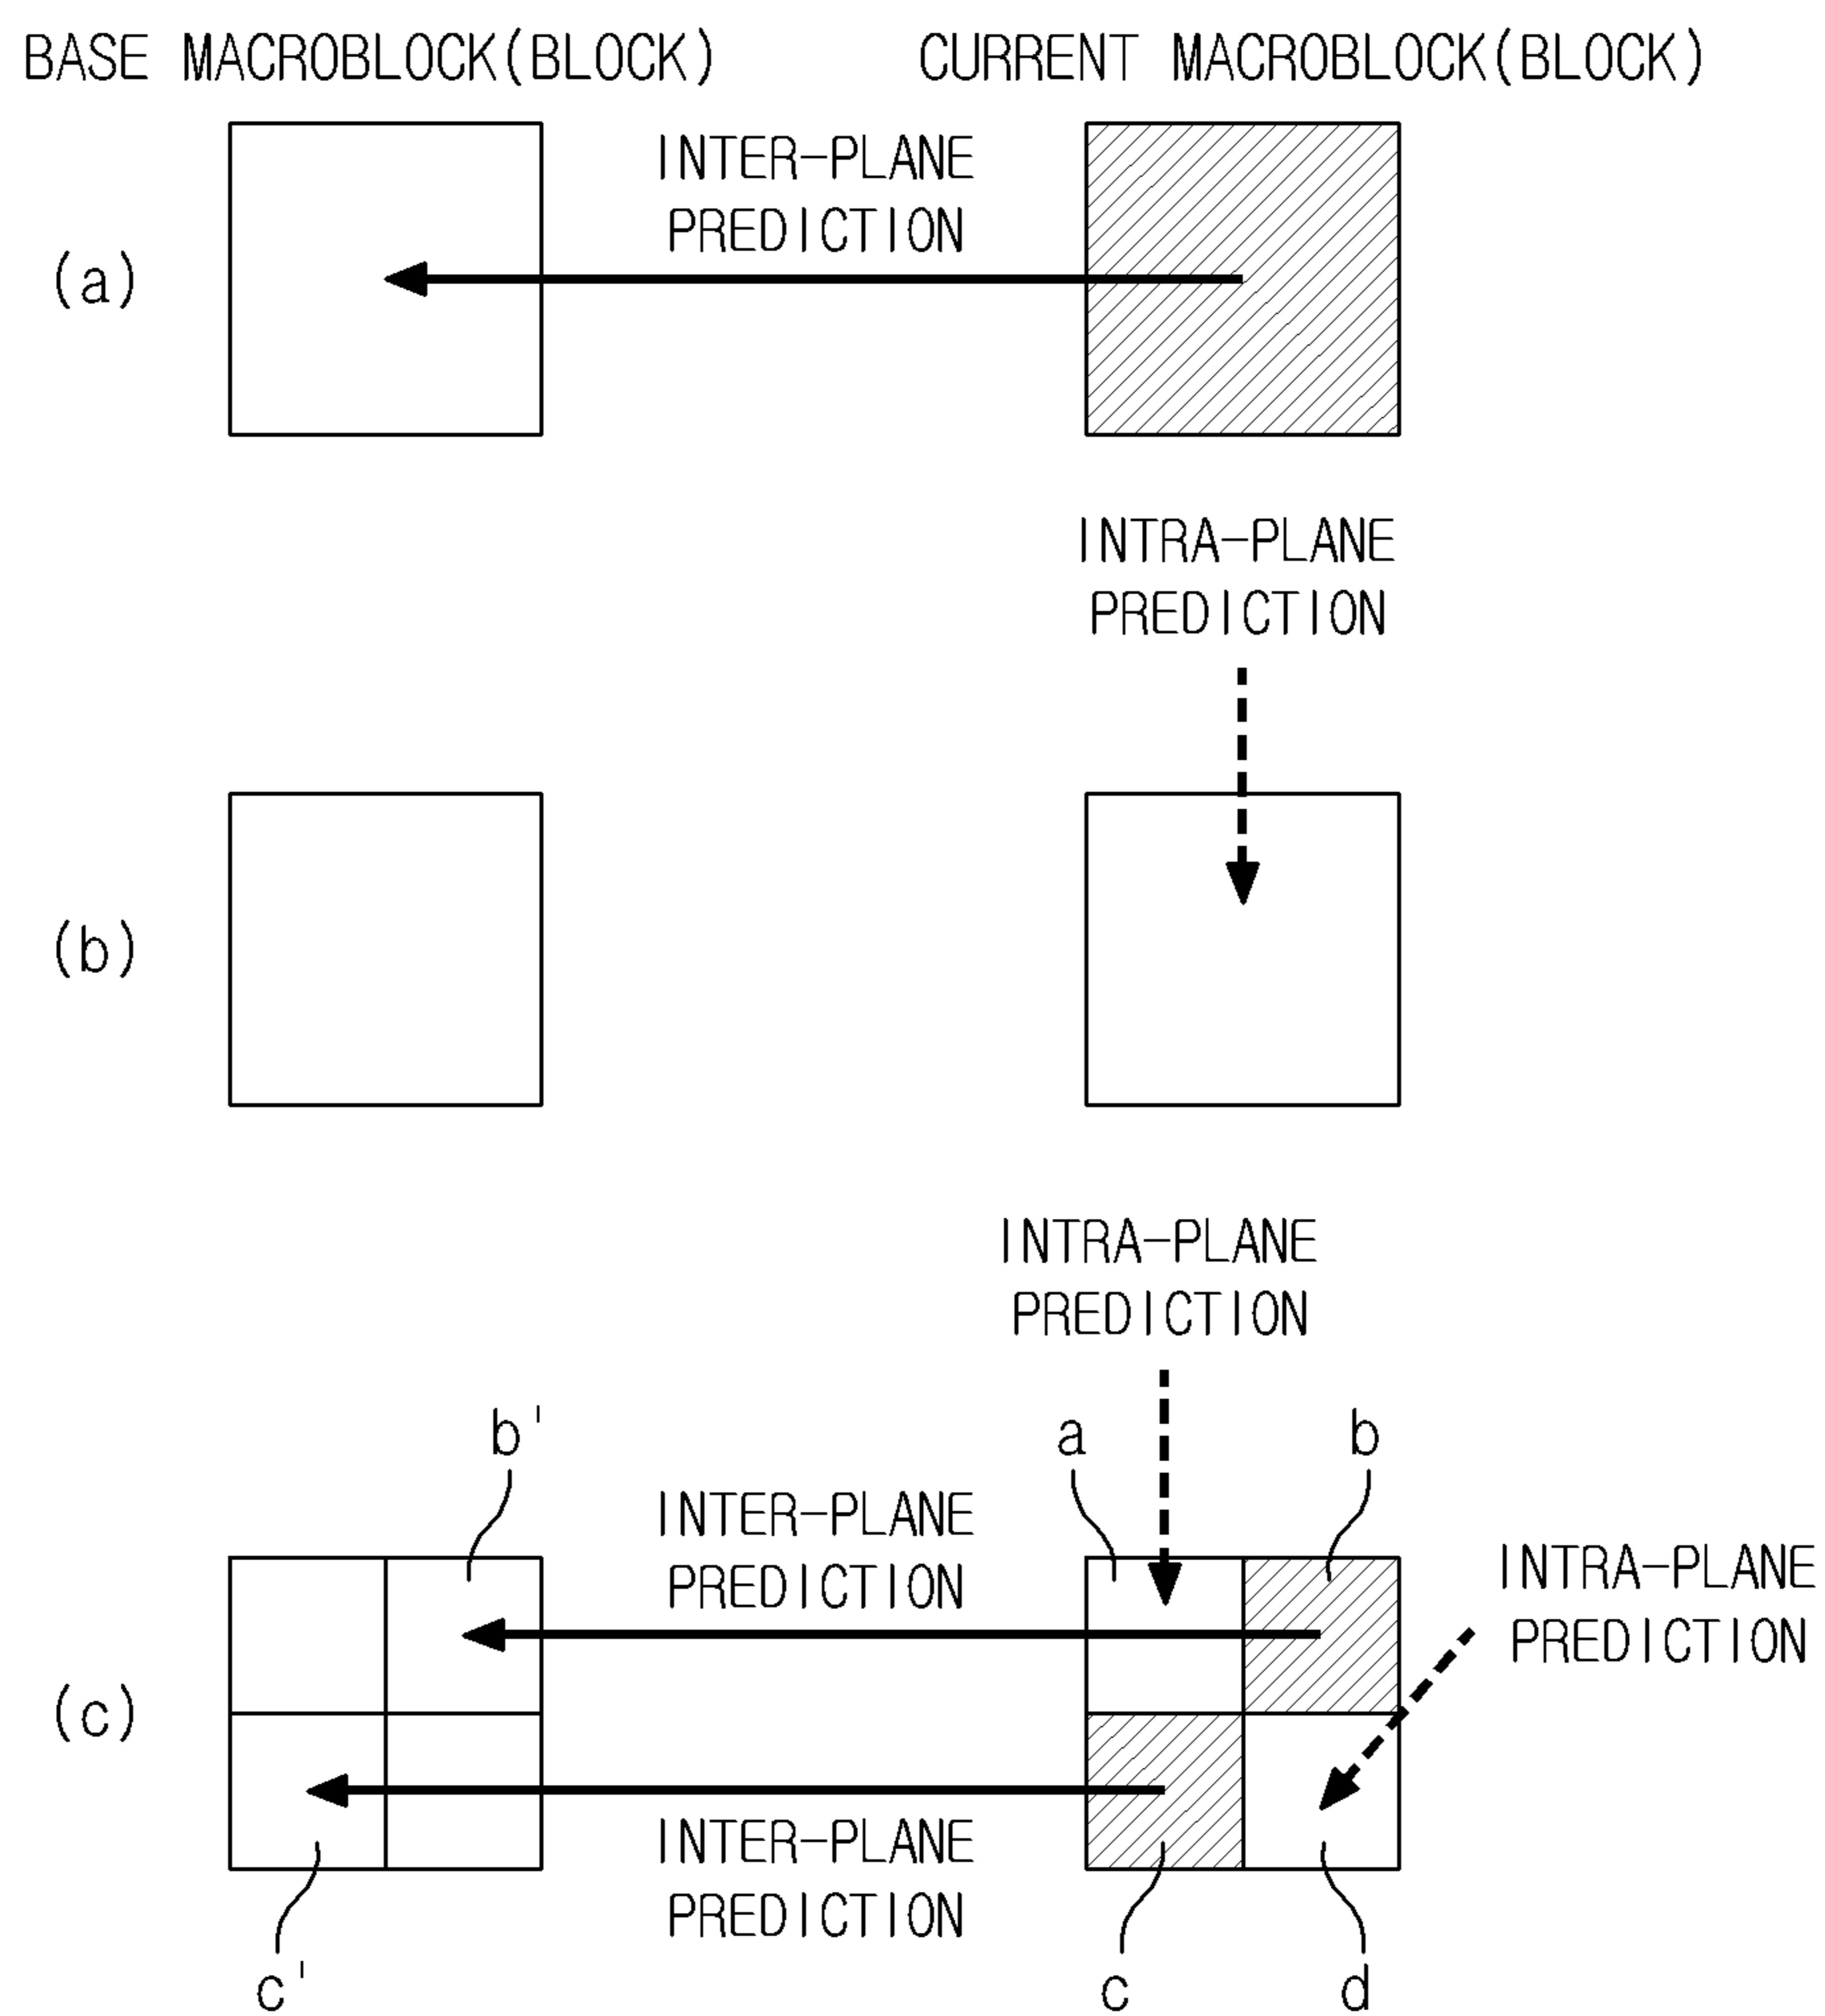 BASE MACROBLOCK(BLOCK)
CURRENT MACROBLOCK(BLOCK)
INTER-PLANE
PREDICTION
(a)
INTRA-PLANE
PREDICTION
(b)
INTRA-PLANE
PREDICTION
b'
a
b
INTER-PLANE
PREDICTION
INTRA-PLANE
PREDICTION
(c)
INTER-PLANE
PREDICTION
c'
c
d